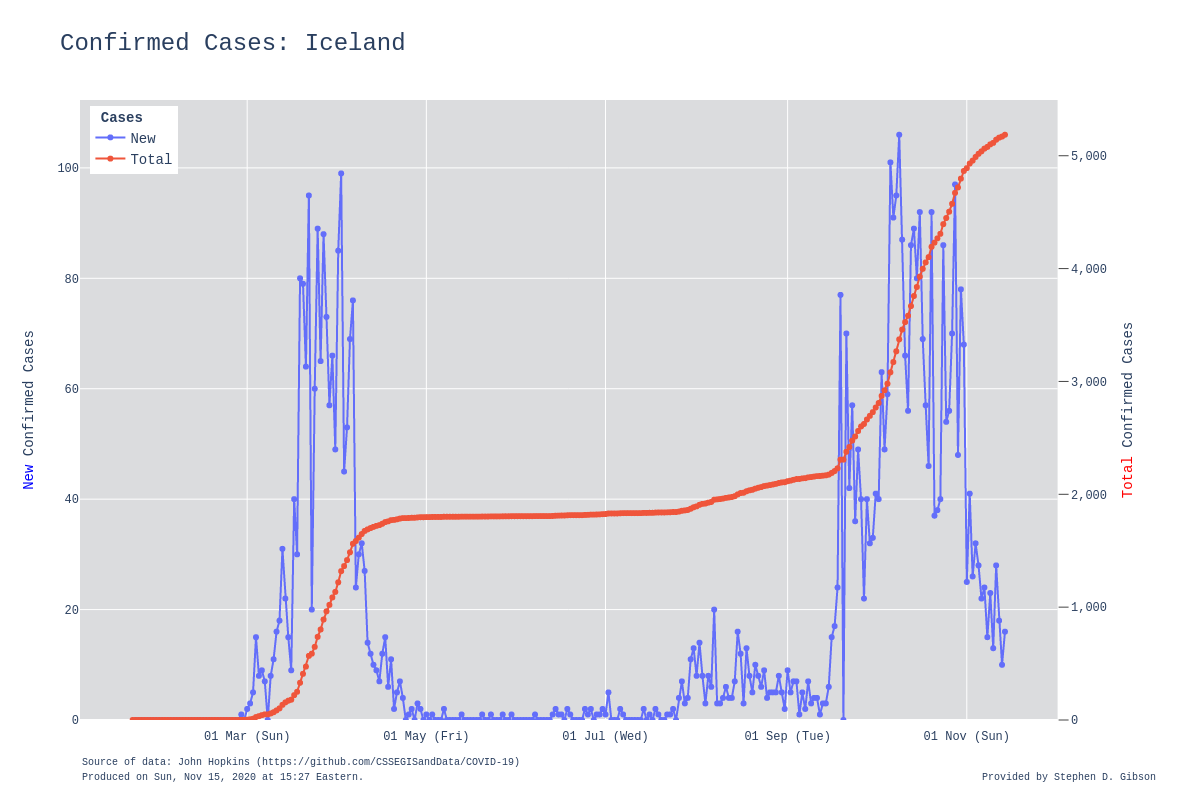 Confirmed Cases: Iceland
Cases
New
Total
100
80
60
40
20
0
5,000
4,000
3,000
2,000
1,000
0
New Confirmed Cases
Total Confirmed Cases
01 Mar (Sun)
01 May (Fri)
01 Jul (Wed)
01 Sep (Tue)
01 Nov (Sun)
Source of data: John Hopkins (https://github.com/CSSEGISandData/COVID-19)
Produced on Sun, Nov 15, 2020 at 15:27 Eastern.
Provided by Stephen D. Gibson